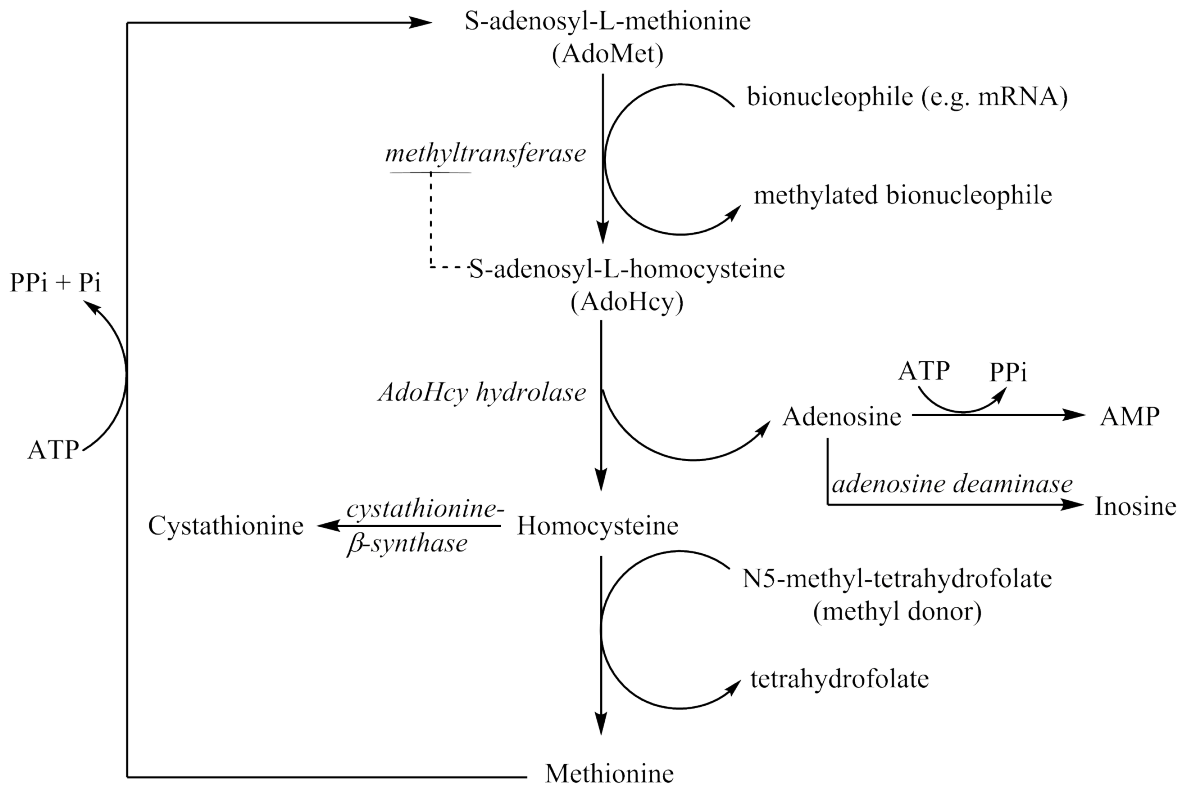 S-adenosyl-L-methionine
(AdoMet)
bionucleophile (e.g. mRNA)
methyltransferase
methylated bionucleophile
S-adenosyl-L-homocysteine
(AdoHcy)
PPi + Pi
ATP
AdoHcy hydrolase
ATP
PPi
Adenosine
AMP
adenosine deaminase
Inosine
Cystathionine
cystathionine-
β-synthase
Homocysteine
N5-methyl-tetrahydrofolate
(methyl donor)
tetrahydrofolate
Methionine